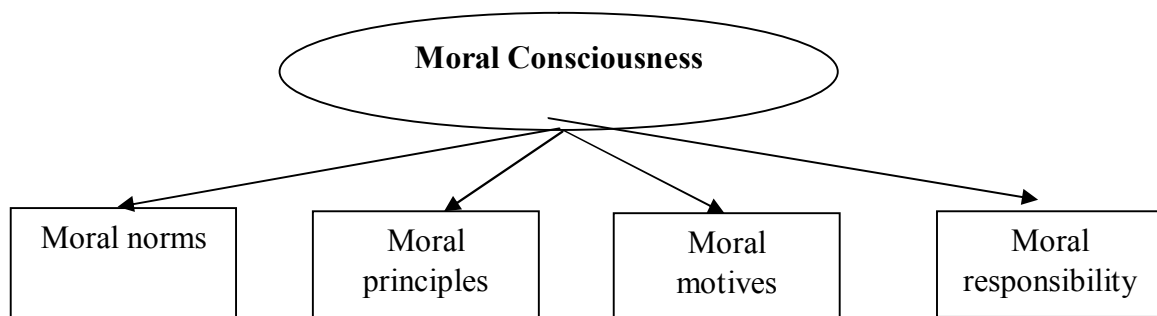 Moral Consciousness
Moral norms
Moral
principles
Moral
motives
Moral
responsibility